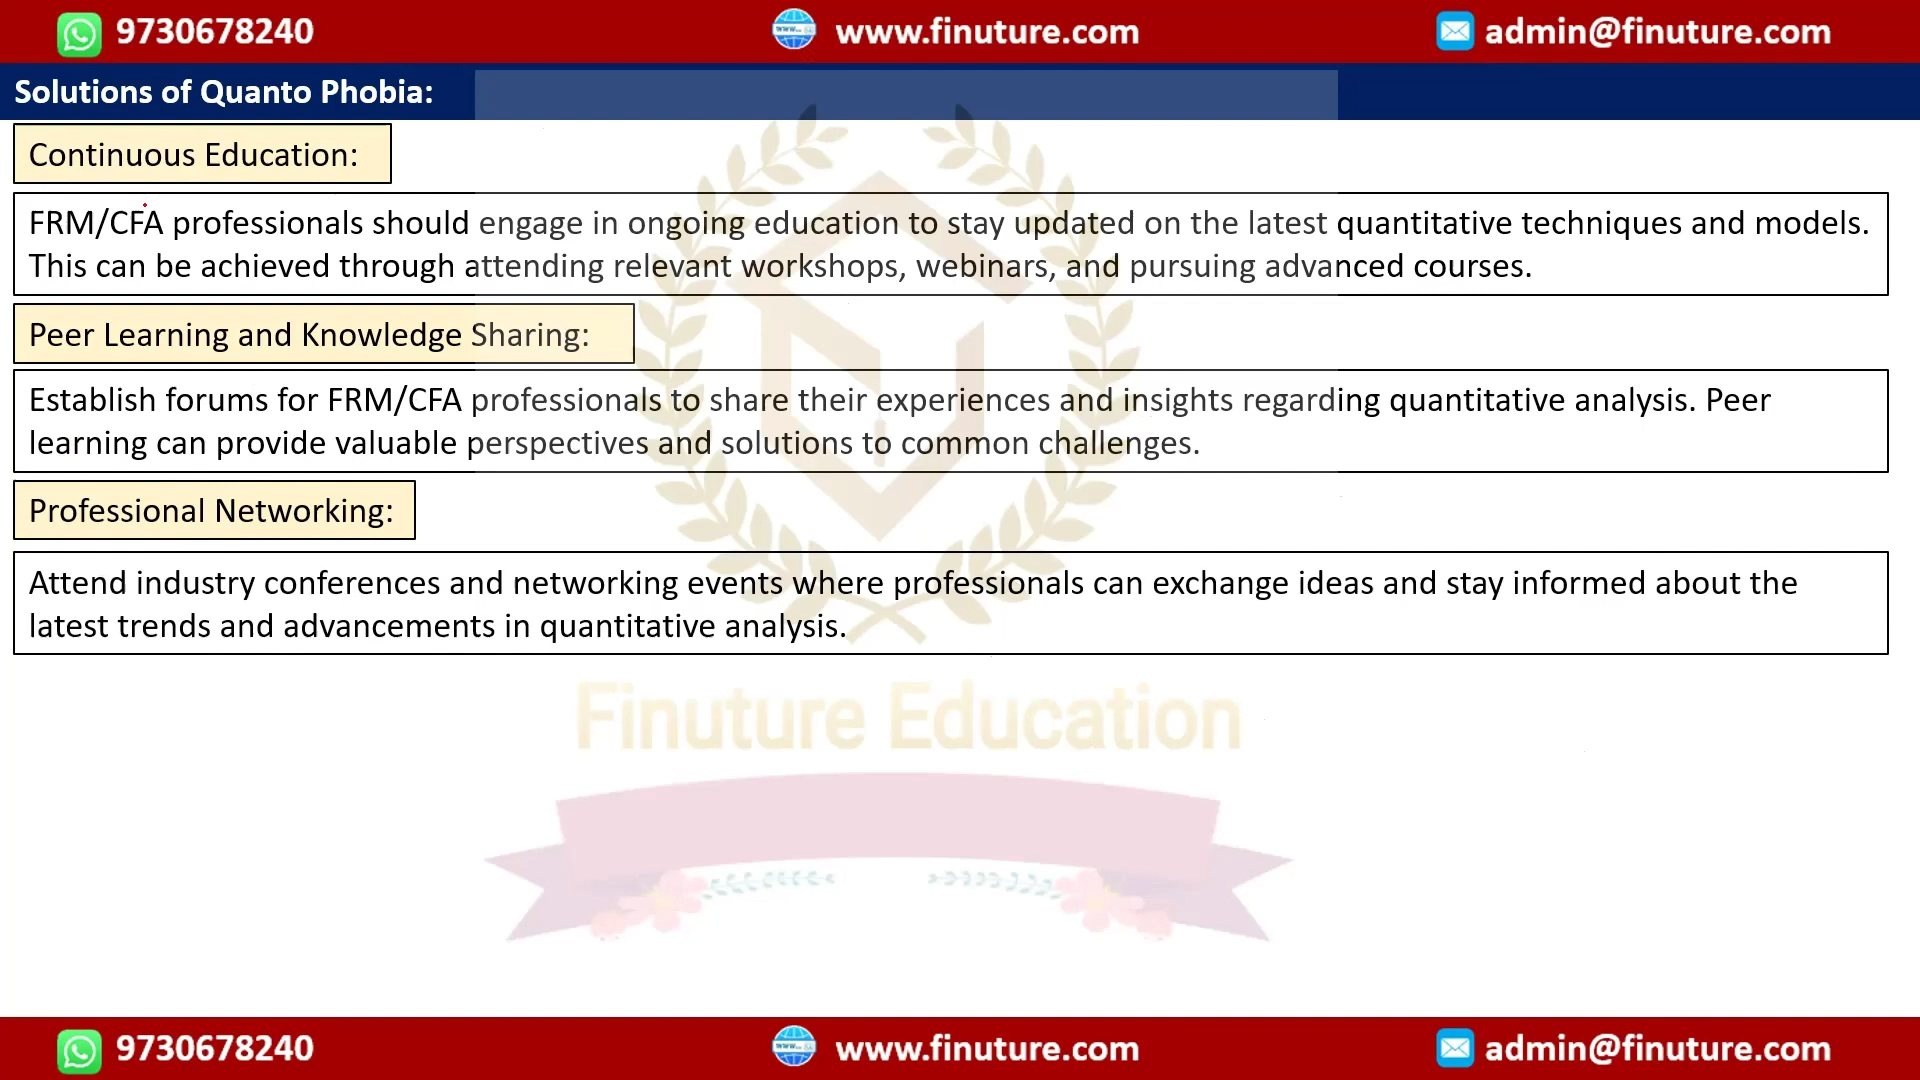 9730678240 www.finuture.com admin@finuture.com
Solutions of Quanto Phobia:
Continuous Education:
FRM/CFA professionals should engage in ongoing education to stay updated on the latest quantitative techniques and models.
This can be achieved through attending relevant workshops, webinars, and pursuing advanced courses.
Peer Learning and Knowledge Sharing:
Establish forums for FRM/CFA professionals to share their experiences and insights regarding quantitative analysis. Peer
learning can provide valuable perspectives and solutions to common challenges.
Professional Networking:
Attend industry conferences and networking events where professionals can exchange ideas and stay informed about the
latest trends and advancements in quantitative analysis.
Finuture Education
9730678240 www.finuture.com admin@finuture.com